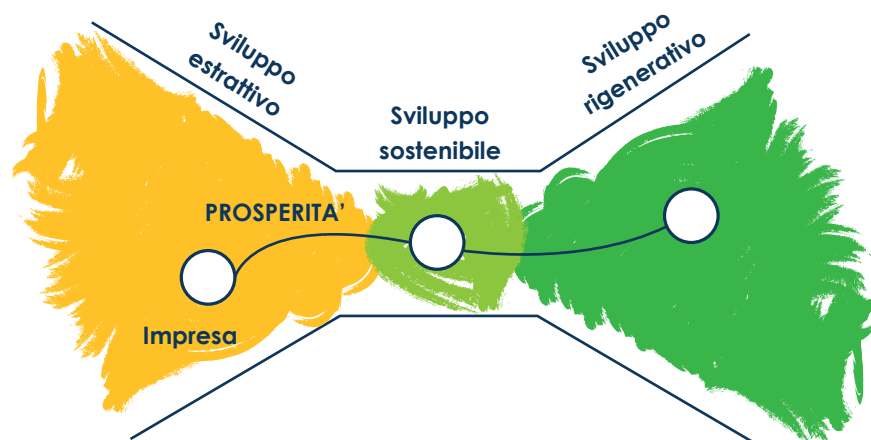 Sviluppo
estrattivo
Sviluppo
sostenibile
Sviluppo
rigenerativo
PROSPERITA’
Impresa